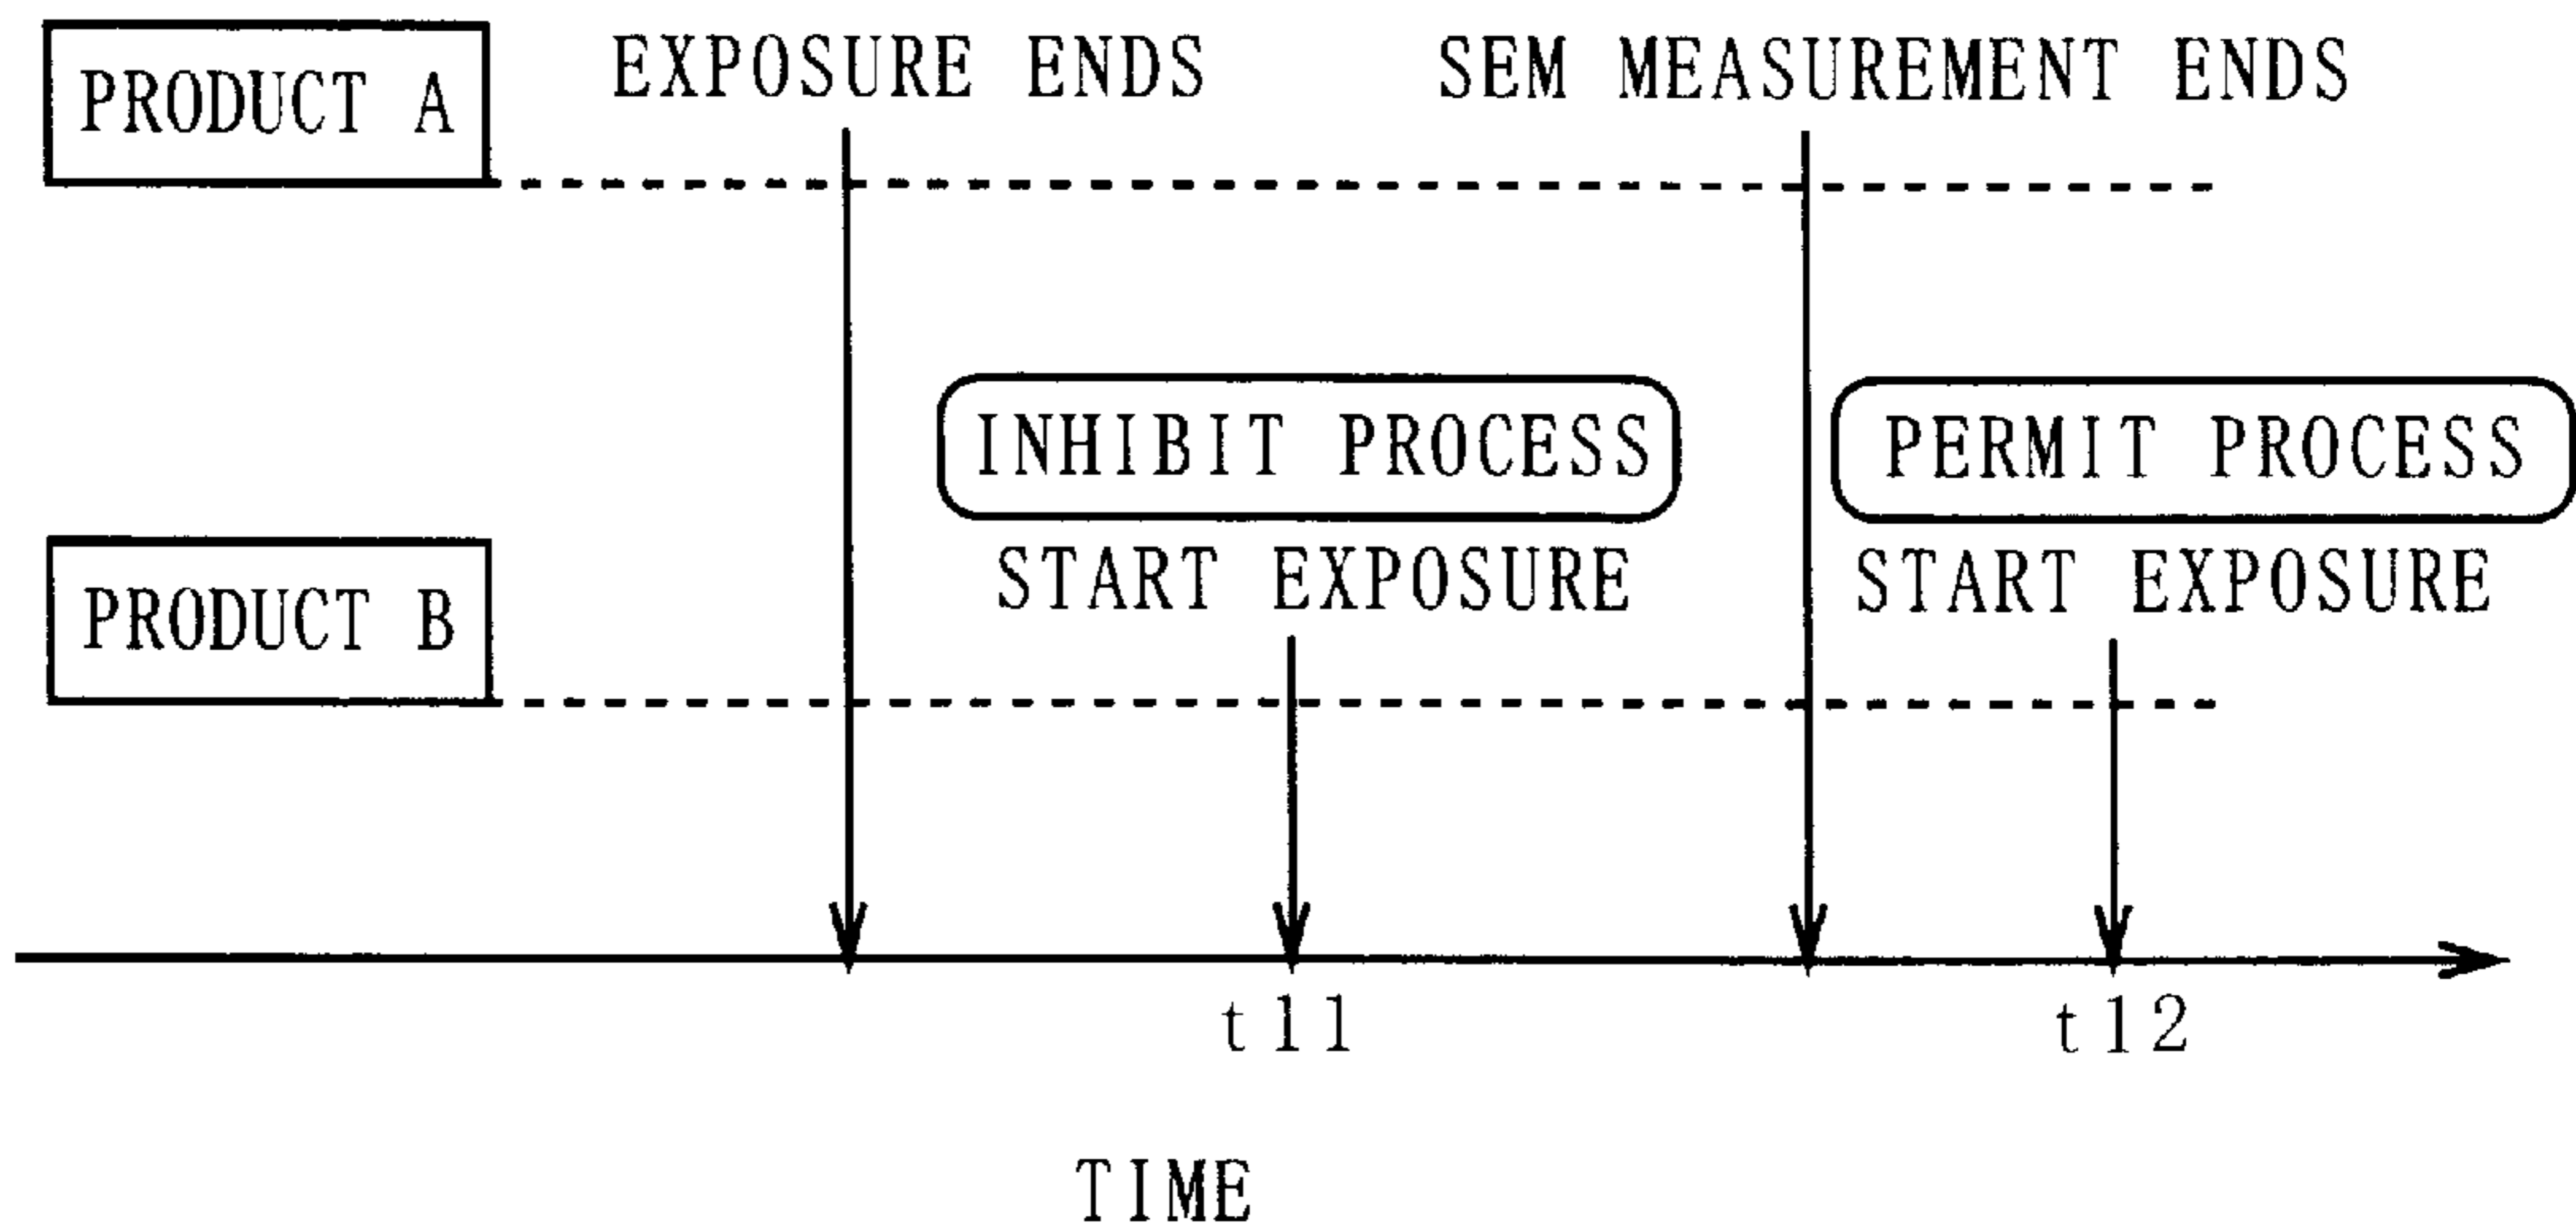 PRODUCT A
EXPOSURE ENDS
SEM MEASUREMENT ENDS
INHIBIT PROCESS
PERMIT PROCESS
PRODUCT B
START EXPOSURE
START EXPOSURE
t11
t12
TIME